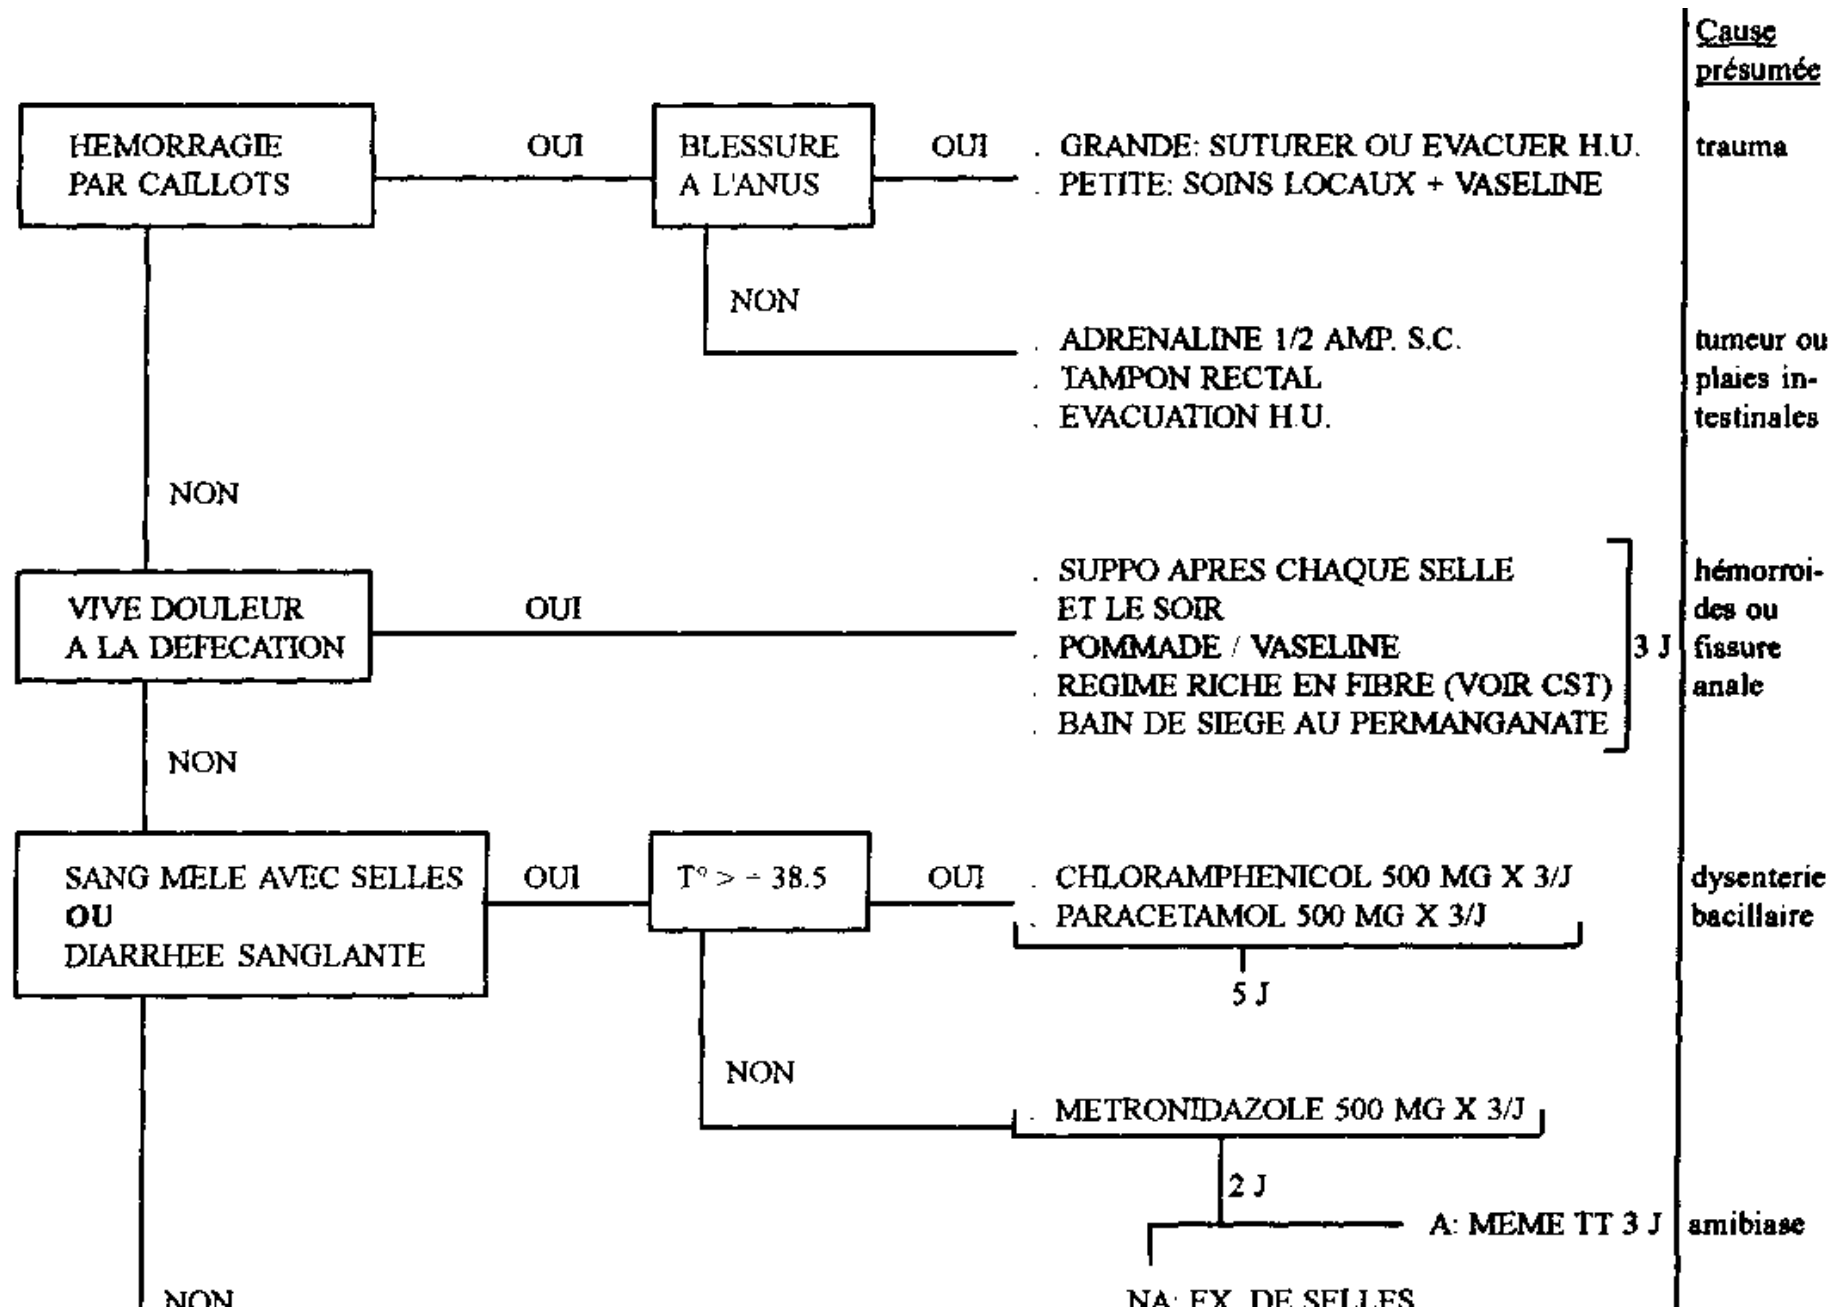 Cause
présumée
HEMORRAGIE
PAR CAILLOTS
OUI
BLESSURE
A L'ANUS
OUI
. GRANDE: SUTURER OU EVACUER H.U.
. PETITE: SOINS LOCAUX + VASELINE
trauma
NON
. ADRENALINE 1/2 AMP. S.C.
. TAMPON RECTAL
. EVACUATION H.U.
tumeur ou
plaies in-
testinales
NON
VIVE DOULEUR
A LA DEFECATION
OUI
. SUPPO APRES CHAQUE SELLE
ET LE SOIR
. POMMADE / VASELINE
. REGIME RICHE EN FIBRE (VOIR CST)
. BAIN DE SIEGE AU PERMANGANATE
3 J
hémorroi-
des ou
fissure
anale
NON
SANG MELE AVEC SELLES
OU
DIARRHEE SANGLANTE
OUI
T° > - 38.5
OUI
. CHLORAMPHENICOL 500 MG X 3/J
. PARACETAMOL 500 MG X 3/J
5 J
dysenterie
bacillaire
NON
. METRONIDAZOLE 500 MG X 3/J
2 J
A: MEME TT 3 J
amibiase
NON
NA: EX. DE SELLES